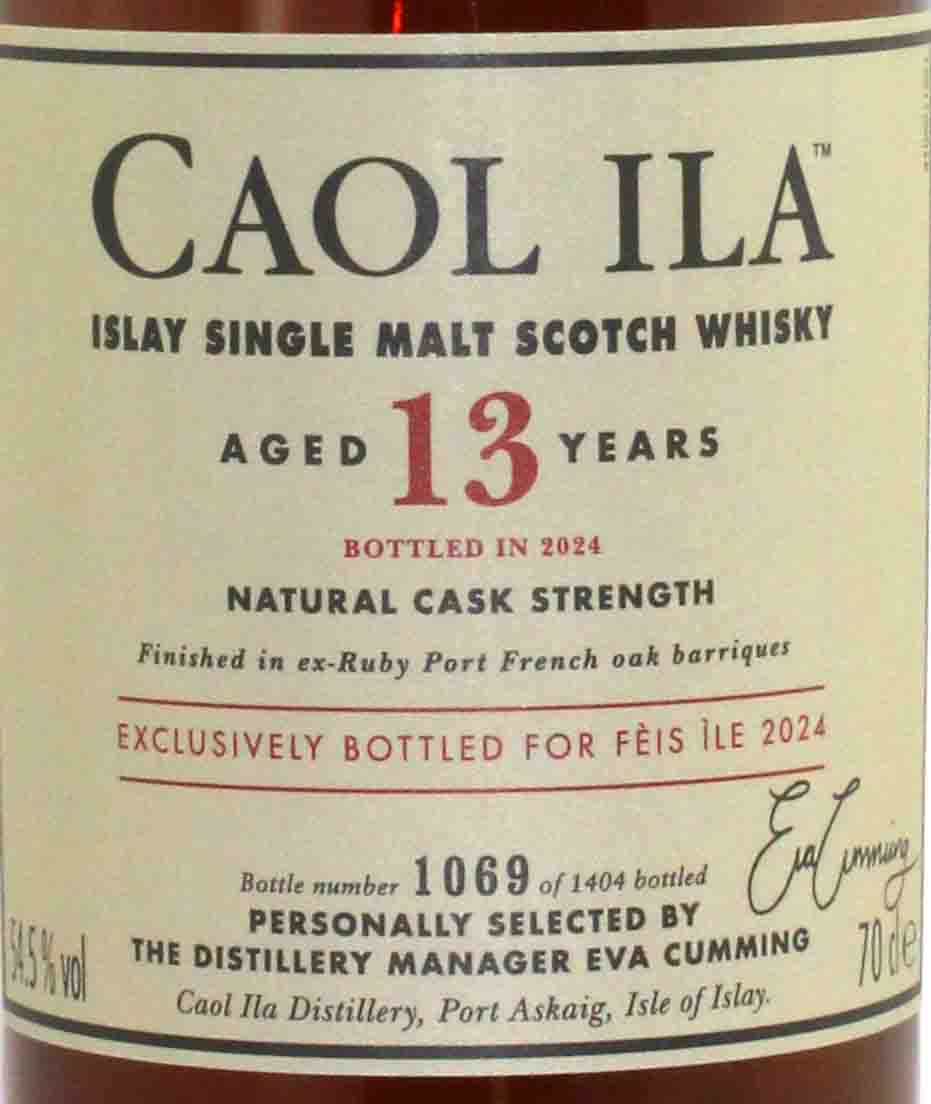 CAOL ILA™
ISLAY SINGLE MALT SCOTCH WHISKY
AGED 13 YEARS
BOTTLED IN 2024
NATURAL CASK STRENGTH
Finished in ex-Ruby Port French oak barriques
EXCLUSIVELY BOTTLED FOR FÈIS ÌLE 2024
Eva Cumming
Bottle number 1069 of 1404 bottled
PERSONALLY SELECTED BY
THE DISTILLERY MANAGER EVA CUMMING
54.5% vol
70cl e
Caol Ila Distillery, Port Askaig, Isle of Islay.